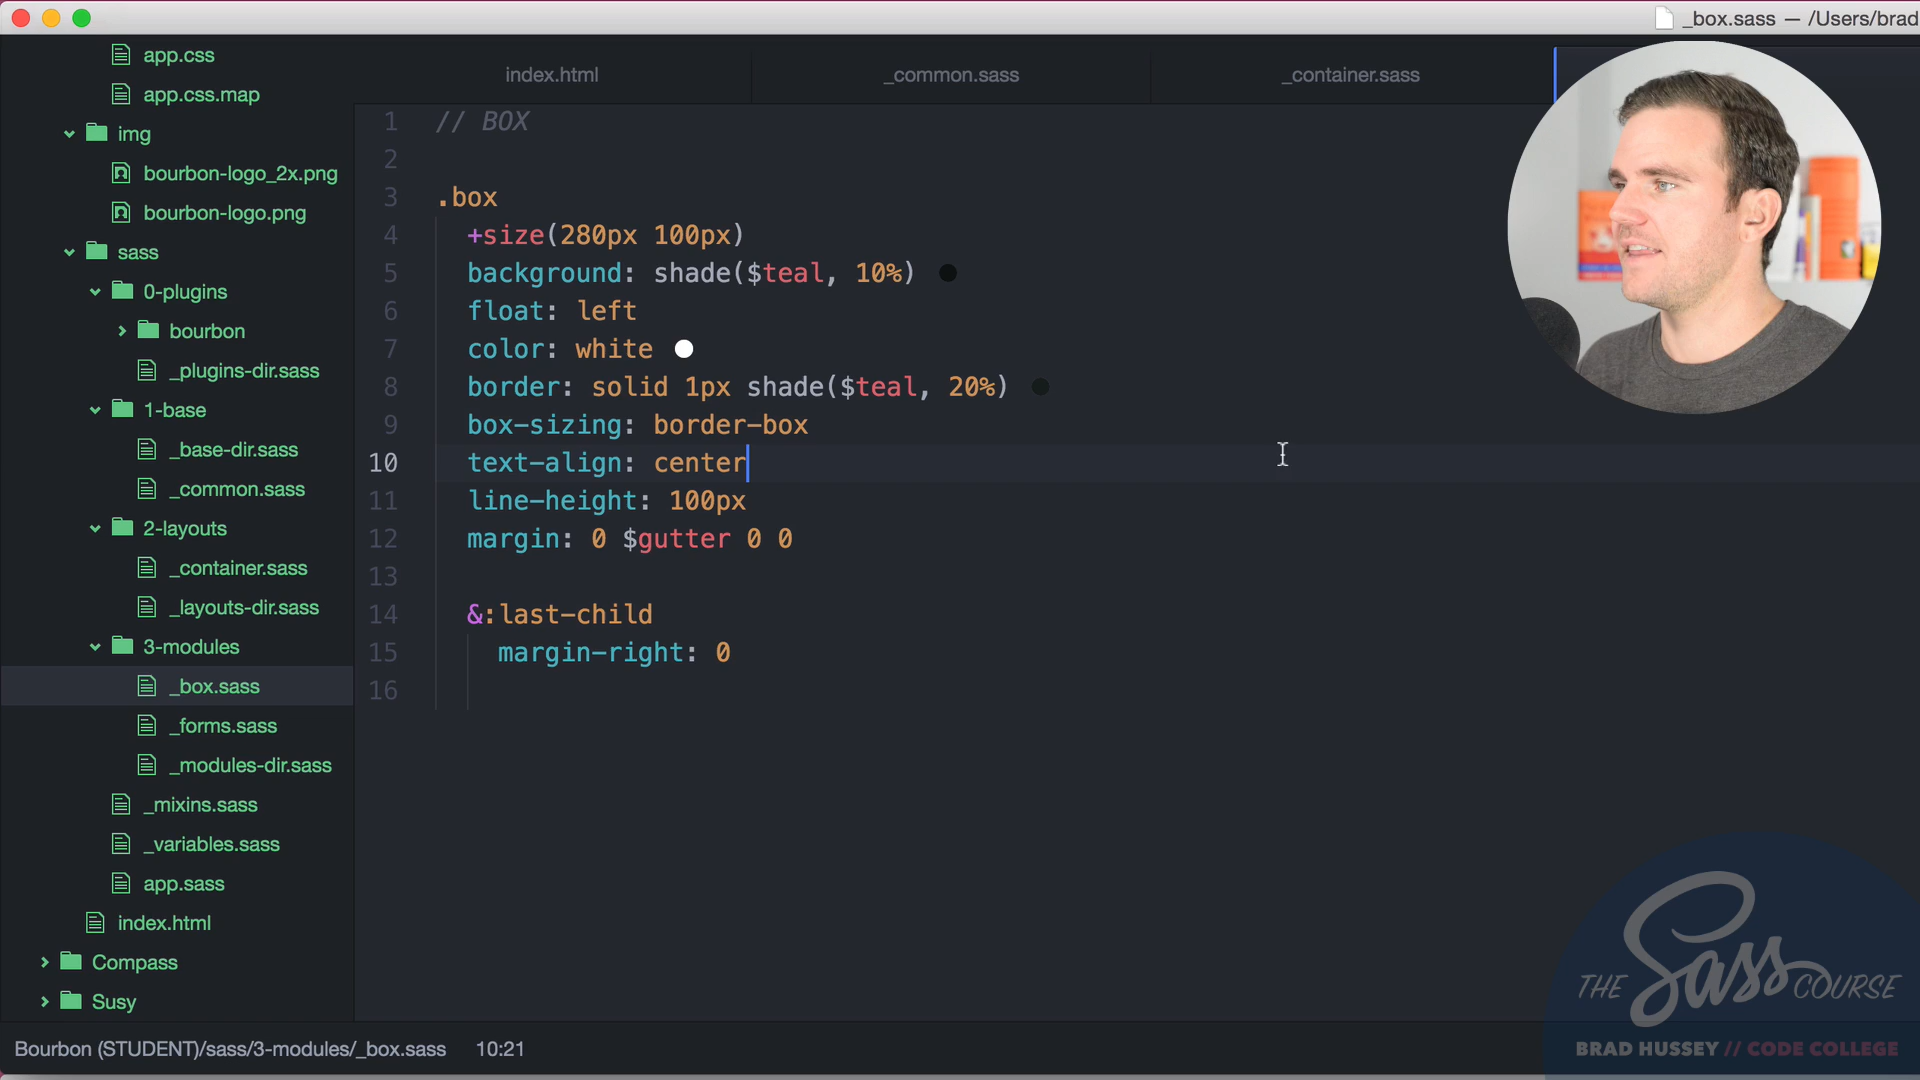 _box.sass — /Users/brad
app.css
app.css.map
img
bourbon-logo_2x.png
bourbon-logo.png
sass
0-plugins
bourbon
_plugins-dir.sass
1-base
_base-dir.sass
_common.sass
2-layouts
_container.sass
_layouts-dir.sass
3-modules
_box.sass
_forms.sass
_modules-dir.sass
_mixins.sass
_variables.sass
app.sass
index.html
Compass
Susy
index.html
_common.sass
_container.sass
1 // BOX
2
3 .box
4 +size(280px 100px)
5 background: shade($teal, 10%)
6 float: left
7 color: white
8 border: solid 1px shade($teal, 20%)
9 box-sizing: border-box
10 text-align: center
11 line-height: 100px
12 margin: 0 $gutter 0 0
13
14 &:last-child
15 margin-right: 0
16
THE Sass COURSE
BRAD HUSSEY // CODE COLLEGE
Bourbon (STUDENT)/sass/3-modules/_box.sass 10:21